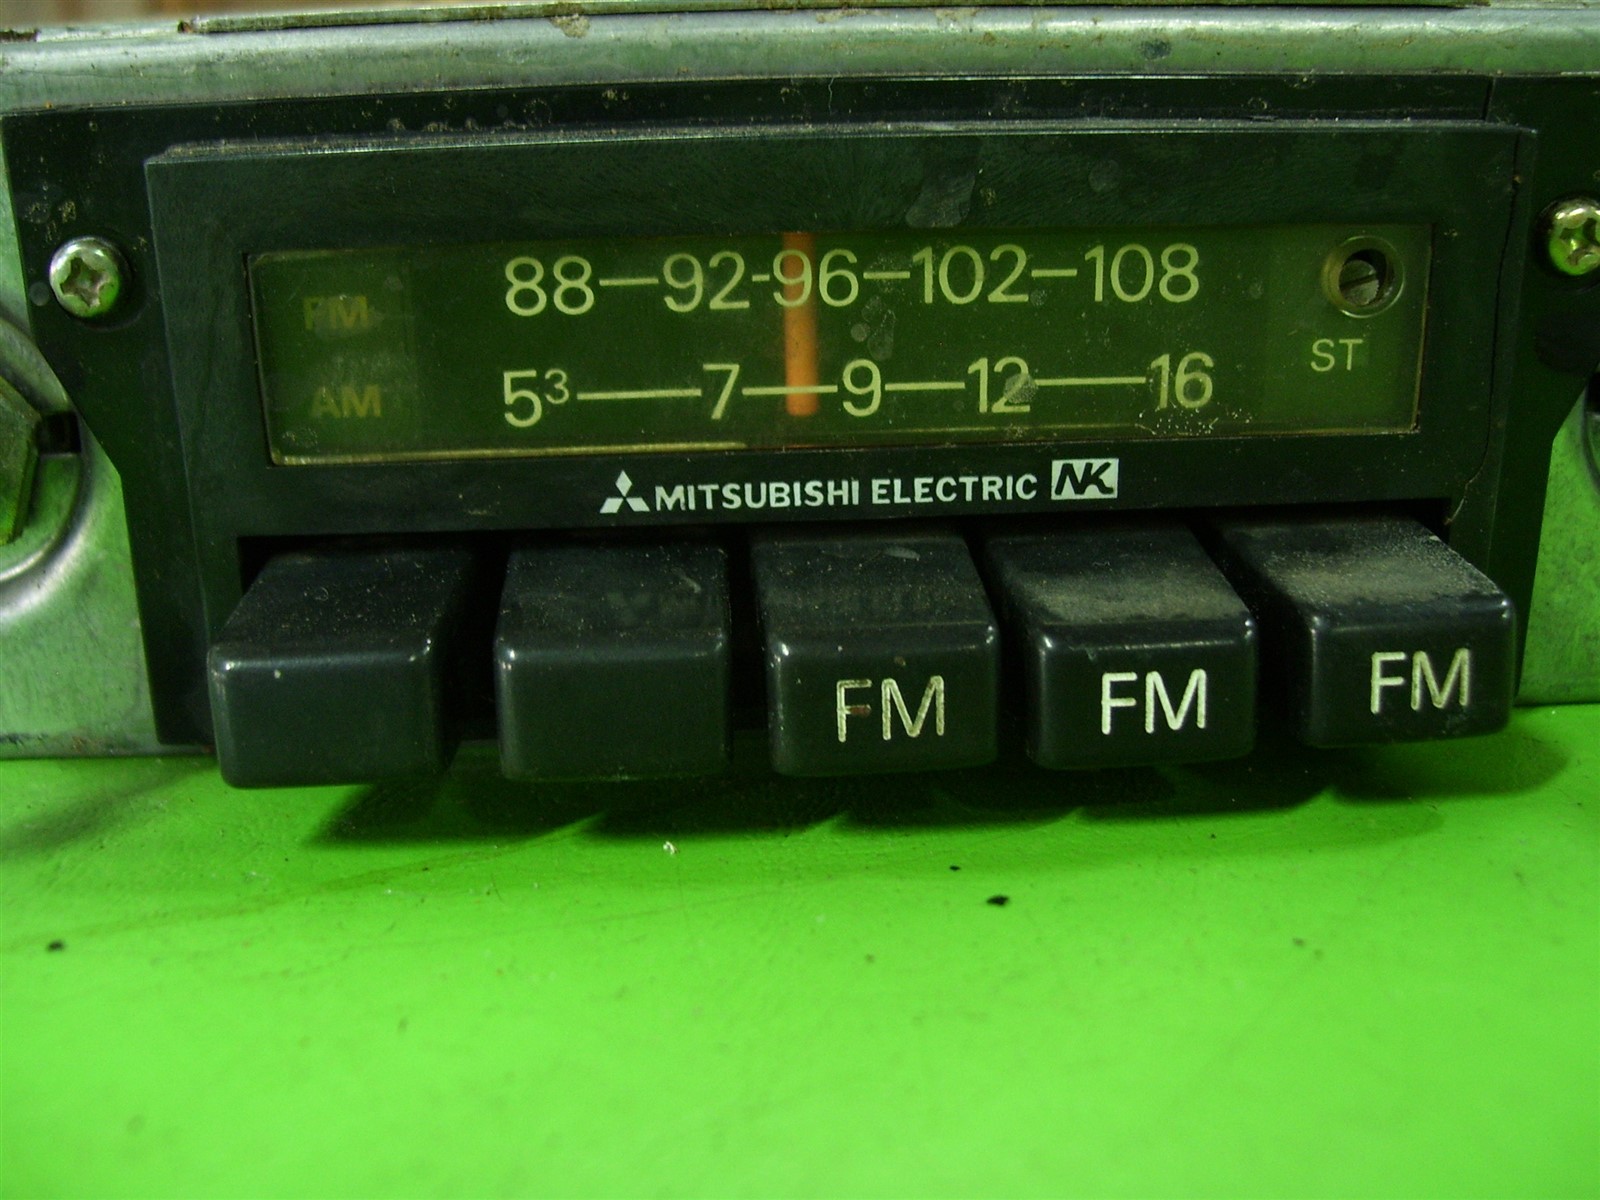 FM 88-92-96-102-108
AM 5³-7-9-12-16
ST
MITSUBISHI ELECTRIC NK
FM FM FM